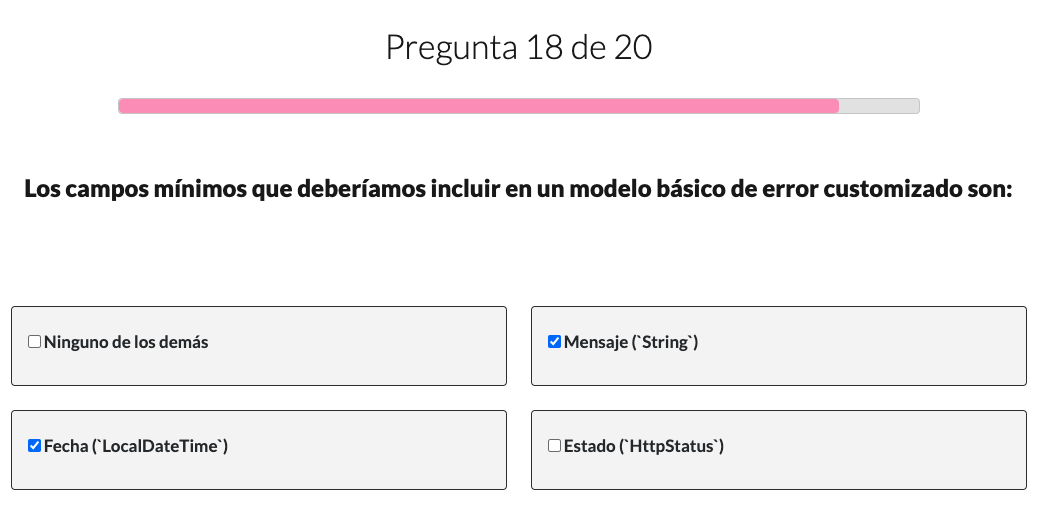 Pregunta 18 de 20
Los campos mínimos que deberíamos incluir en un modelo básico de error customizado son:
Ninguno de los demás
Mensaje (`String`)
Fecha (`LocalDateTime`)
Estado (`HttpStatus`)